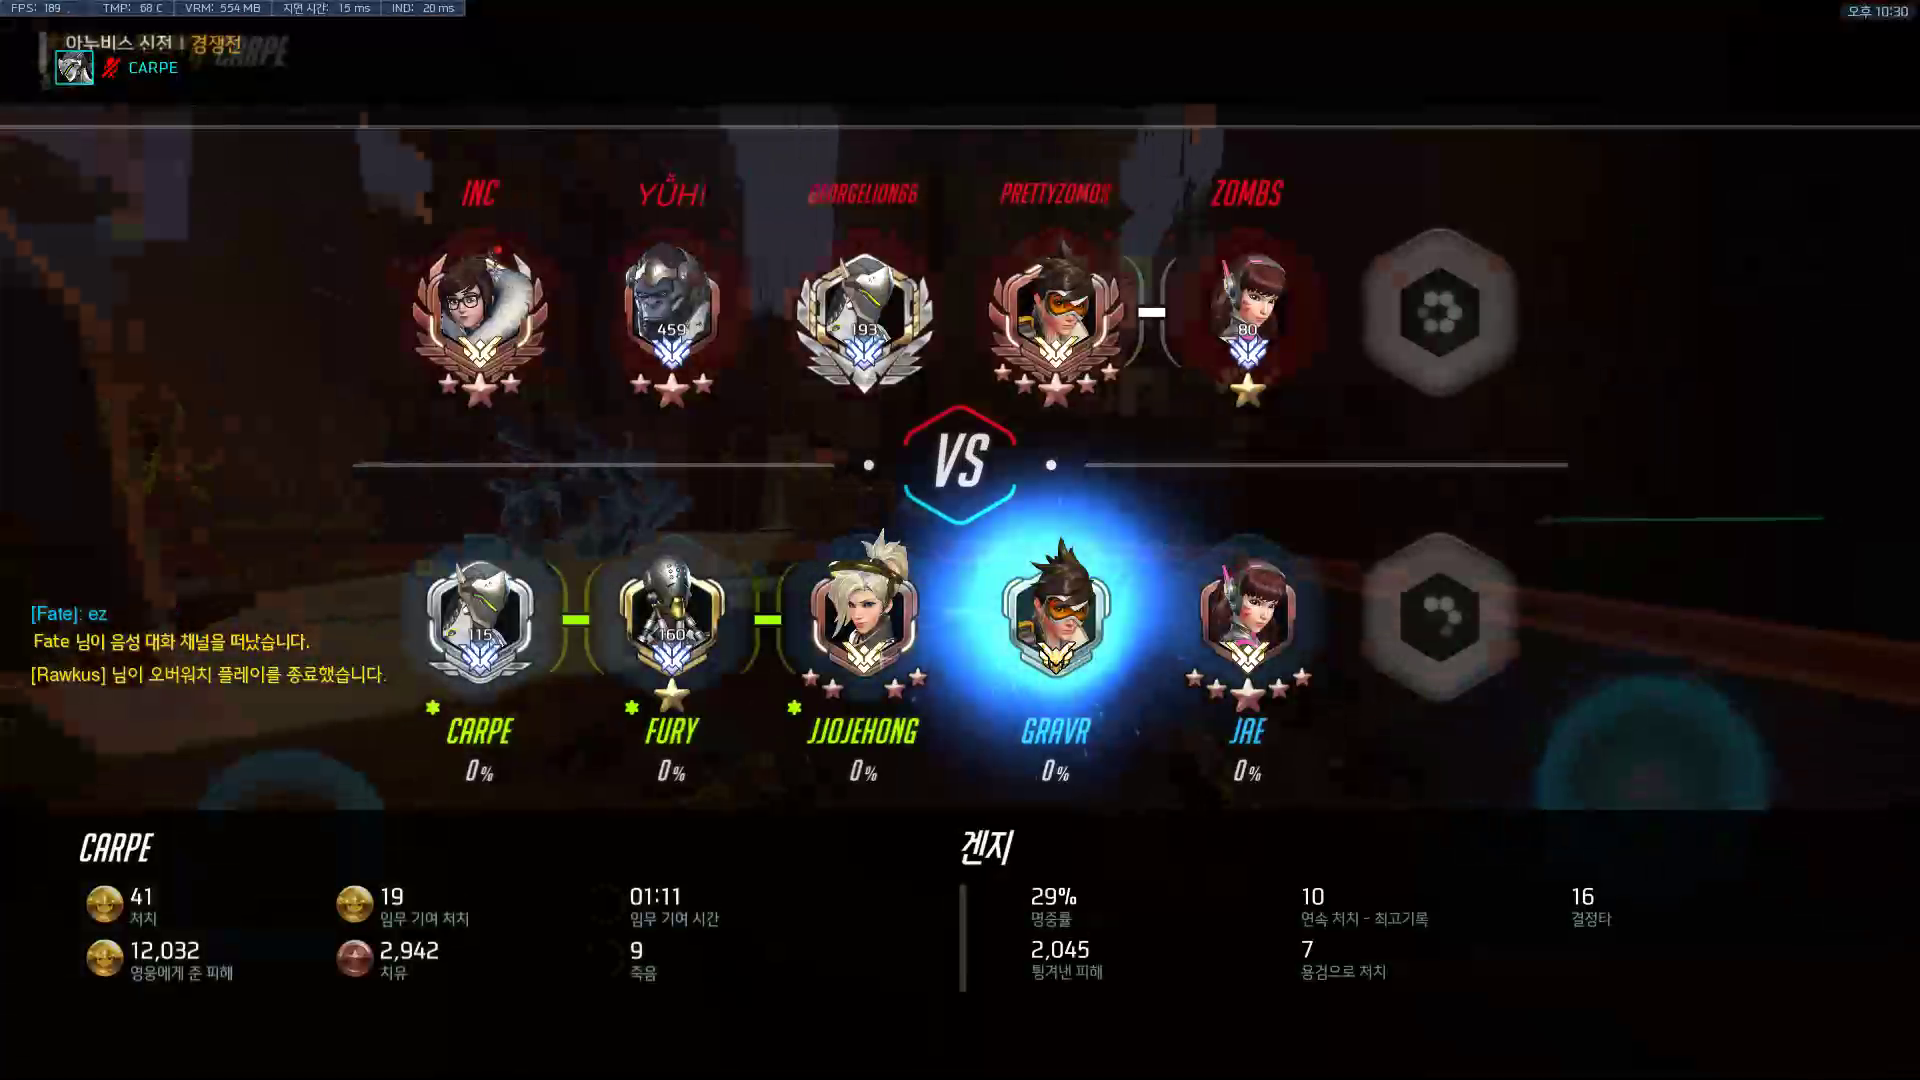 FPS: 189 TMP: 68 C VRM: 554 MB 지연 시간: 15 ms IND: 20 ms
오후 10:30
아누비스 신전 | 경쟁전
CARPE
CARPE
INC YŰHI GEORGELION66 PRETTYZOMBS ZOMBS
459 193 80
VS
115 160
[Fate]: ez
Fate 님이 음성 대화 채널을 떠났습니다.
[Rawkus] 님이 오버워치 플레이를 종료했습니다.
CARPE FURY JJOJEHONG GRAVR JAE
0% 0% 0% 0% 0%
CARPE
겐지
41 19 01:11
처치 임무 기여 처치 임무 기여 시간
12,032 2,942 9
영웅에게 준 피해 치유 죽음
29% 10 16
명중률 연속 처치 - 최고기록 결정타
2,045 7
튕겨낸 피해 용검으로 처치